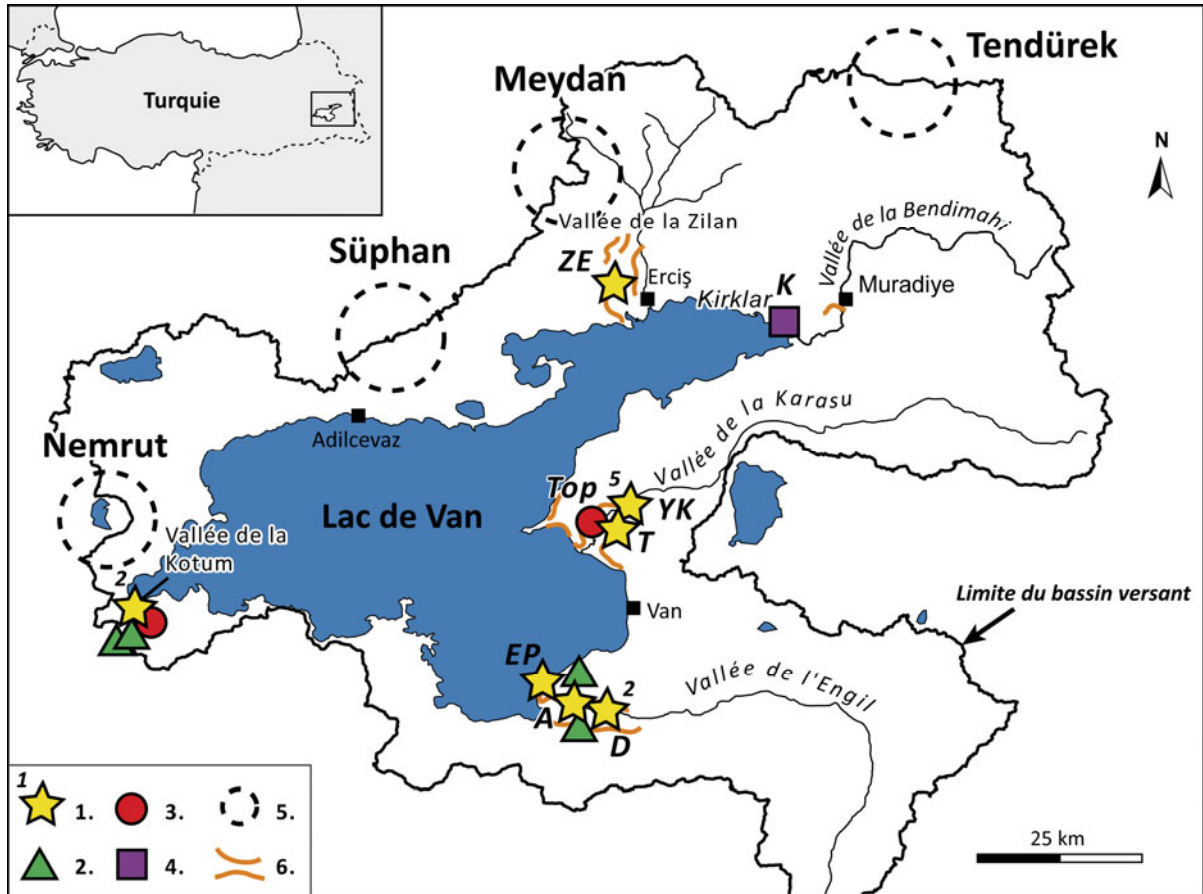 Turquie
Tendürek
Meydan
N
Vallée de la Zilan
Vallée de la Bendimahi
Süphan
ZE
Erciş
Kirklar
K
Muradiye
Adilcevaz
Vallée de la Karasu
Nemrut
Top
5
YK
Lac de Van
T
Vallée de la
Kotum
2
Limite du bassin versant
Van
EP
2
Vallée de l'Engil
A
D
1
1.
3.
5.
2.
4.
6.
25 km